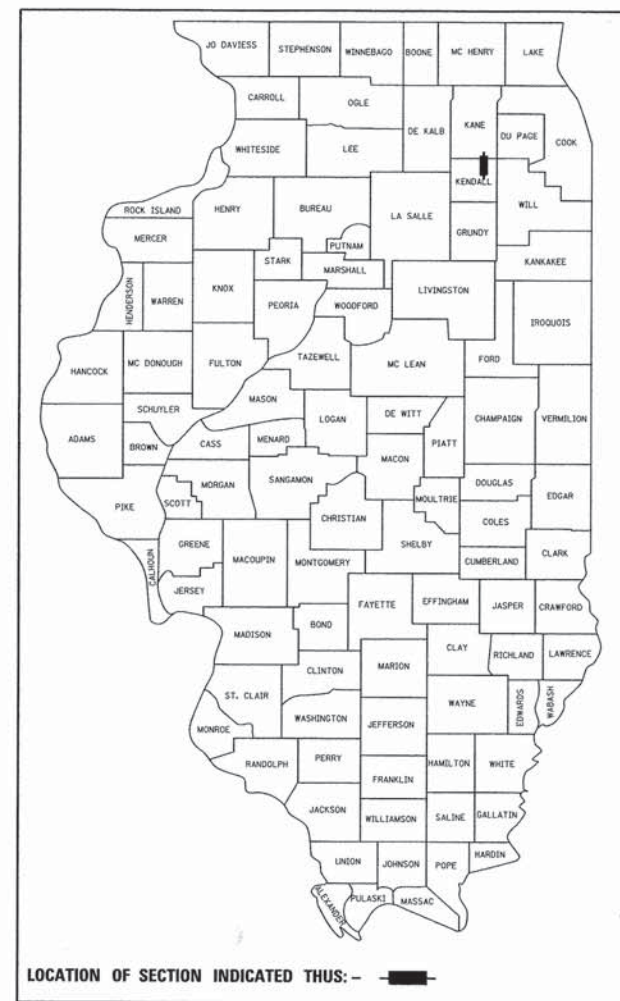 JO DAVIESS STEPHENSON WINNEBAGO BOONE MC HENRY LAKE
CARROLL OGLE DE KALB KANE DU PAGE COOK
WHITESIDE LEE
KENDALL
WILL
ROCK ISLAND HENRY BUREAU LA SALLE GRUNDY
MERCER
PUTNAM
STARK MARSHALL KANKAKEE
HENDERSON WARREN KNOX PEORIA WOODFORD LIVINGSTON IROQUOIS
HANCOCK MC DONOUGH FULTON TAZEWELL MC LEAN FORD
SCHUYLER MASON
LOGAN DE WITT CHAMPAIGN VERMILION
ADAMS BROWN CASS MENARD MACON PIATT
PIKE SCOTT MORGAN SANGAMON MOULTRIE DOUGLAS EDGAR
CHRISTIAN COLES
CALHOUN GREENE MACOUPIN MONTGOMERY SHELBY CUMBERLAND CLARK
JERSEY FAYETTE EFFINGHAM JASPER CRAWFORD
MADISON BOND
CLAY RICHLAND LAWRENCE
CLINTON MARION
ST. CLAIR WAYNE EDWARDS WABASH
MONROE WASHINGTON JEFFERSON
RANDOLPH PERRY HAMILTON WHITE
FRANKLIN
JACKSON WILLIAMSON SALINE GALLATIN
UNION JOHNSON POPE HARDIN
ALEXANDER PULASKI MASSAC
LOCATION OF SECTION INDICATED THUS: -